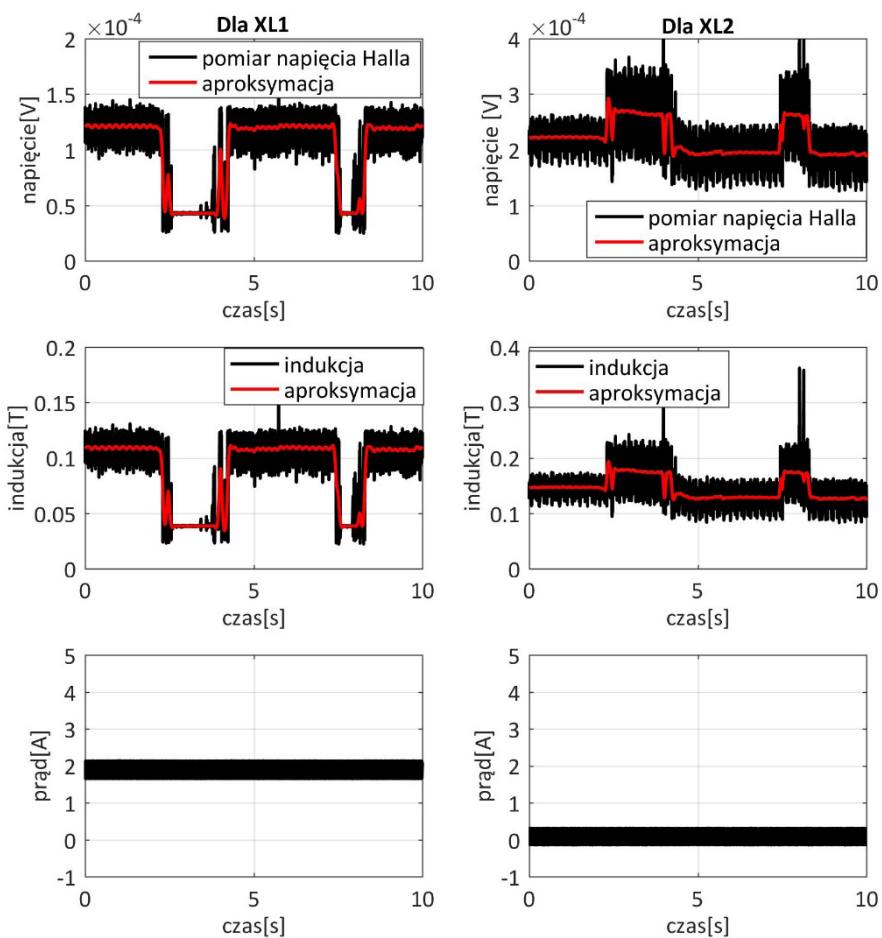 Dla XL1
×10⁻⁴
2
1.5
1
0.5
0
napięcie[V]
pomiar napięcia Halla
aproksymacja
0 5 10
czas[s]
Dla XL2
×10⁻⁴
4
3
2
1
0
napięcie [V]
pomiar napięcia Halla
aproksymacja
0 5 10
czas[s]
0.2
0.15
0.1
0.05
0
indukcja[T]
indukcja
aproksymacja
0 5 10
czas[s]
0.4
0.3
0.2
0.1
0
indukcja[T]
indukcja
aproksymacja
0 5 10
czas[s]
5
4
3
2
1
0
-1
prąd[A]
0 5 10
czas[s]
5
4
3
2
1
0
-1
prąd[A]
0 5 10
czas[s]